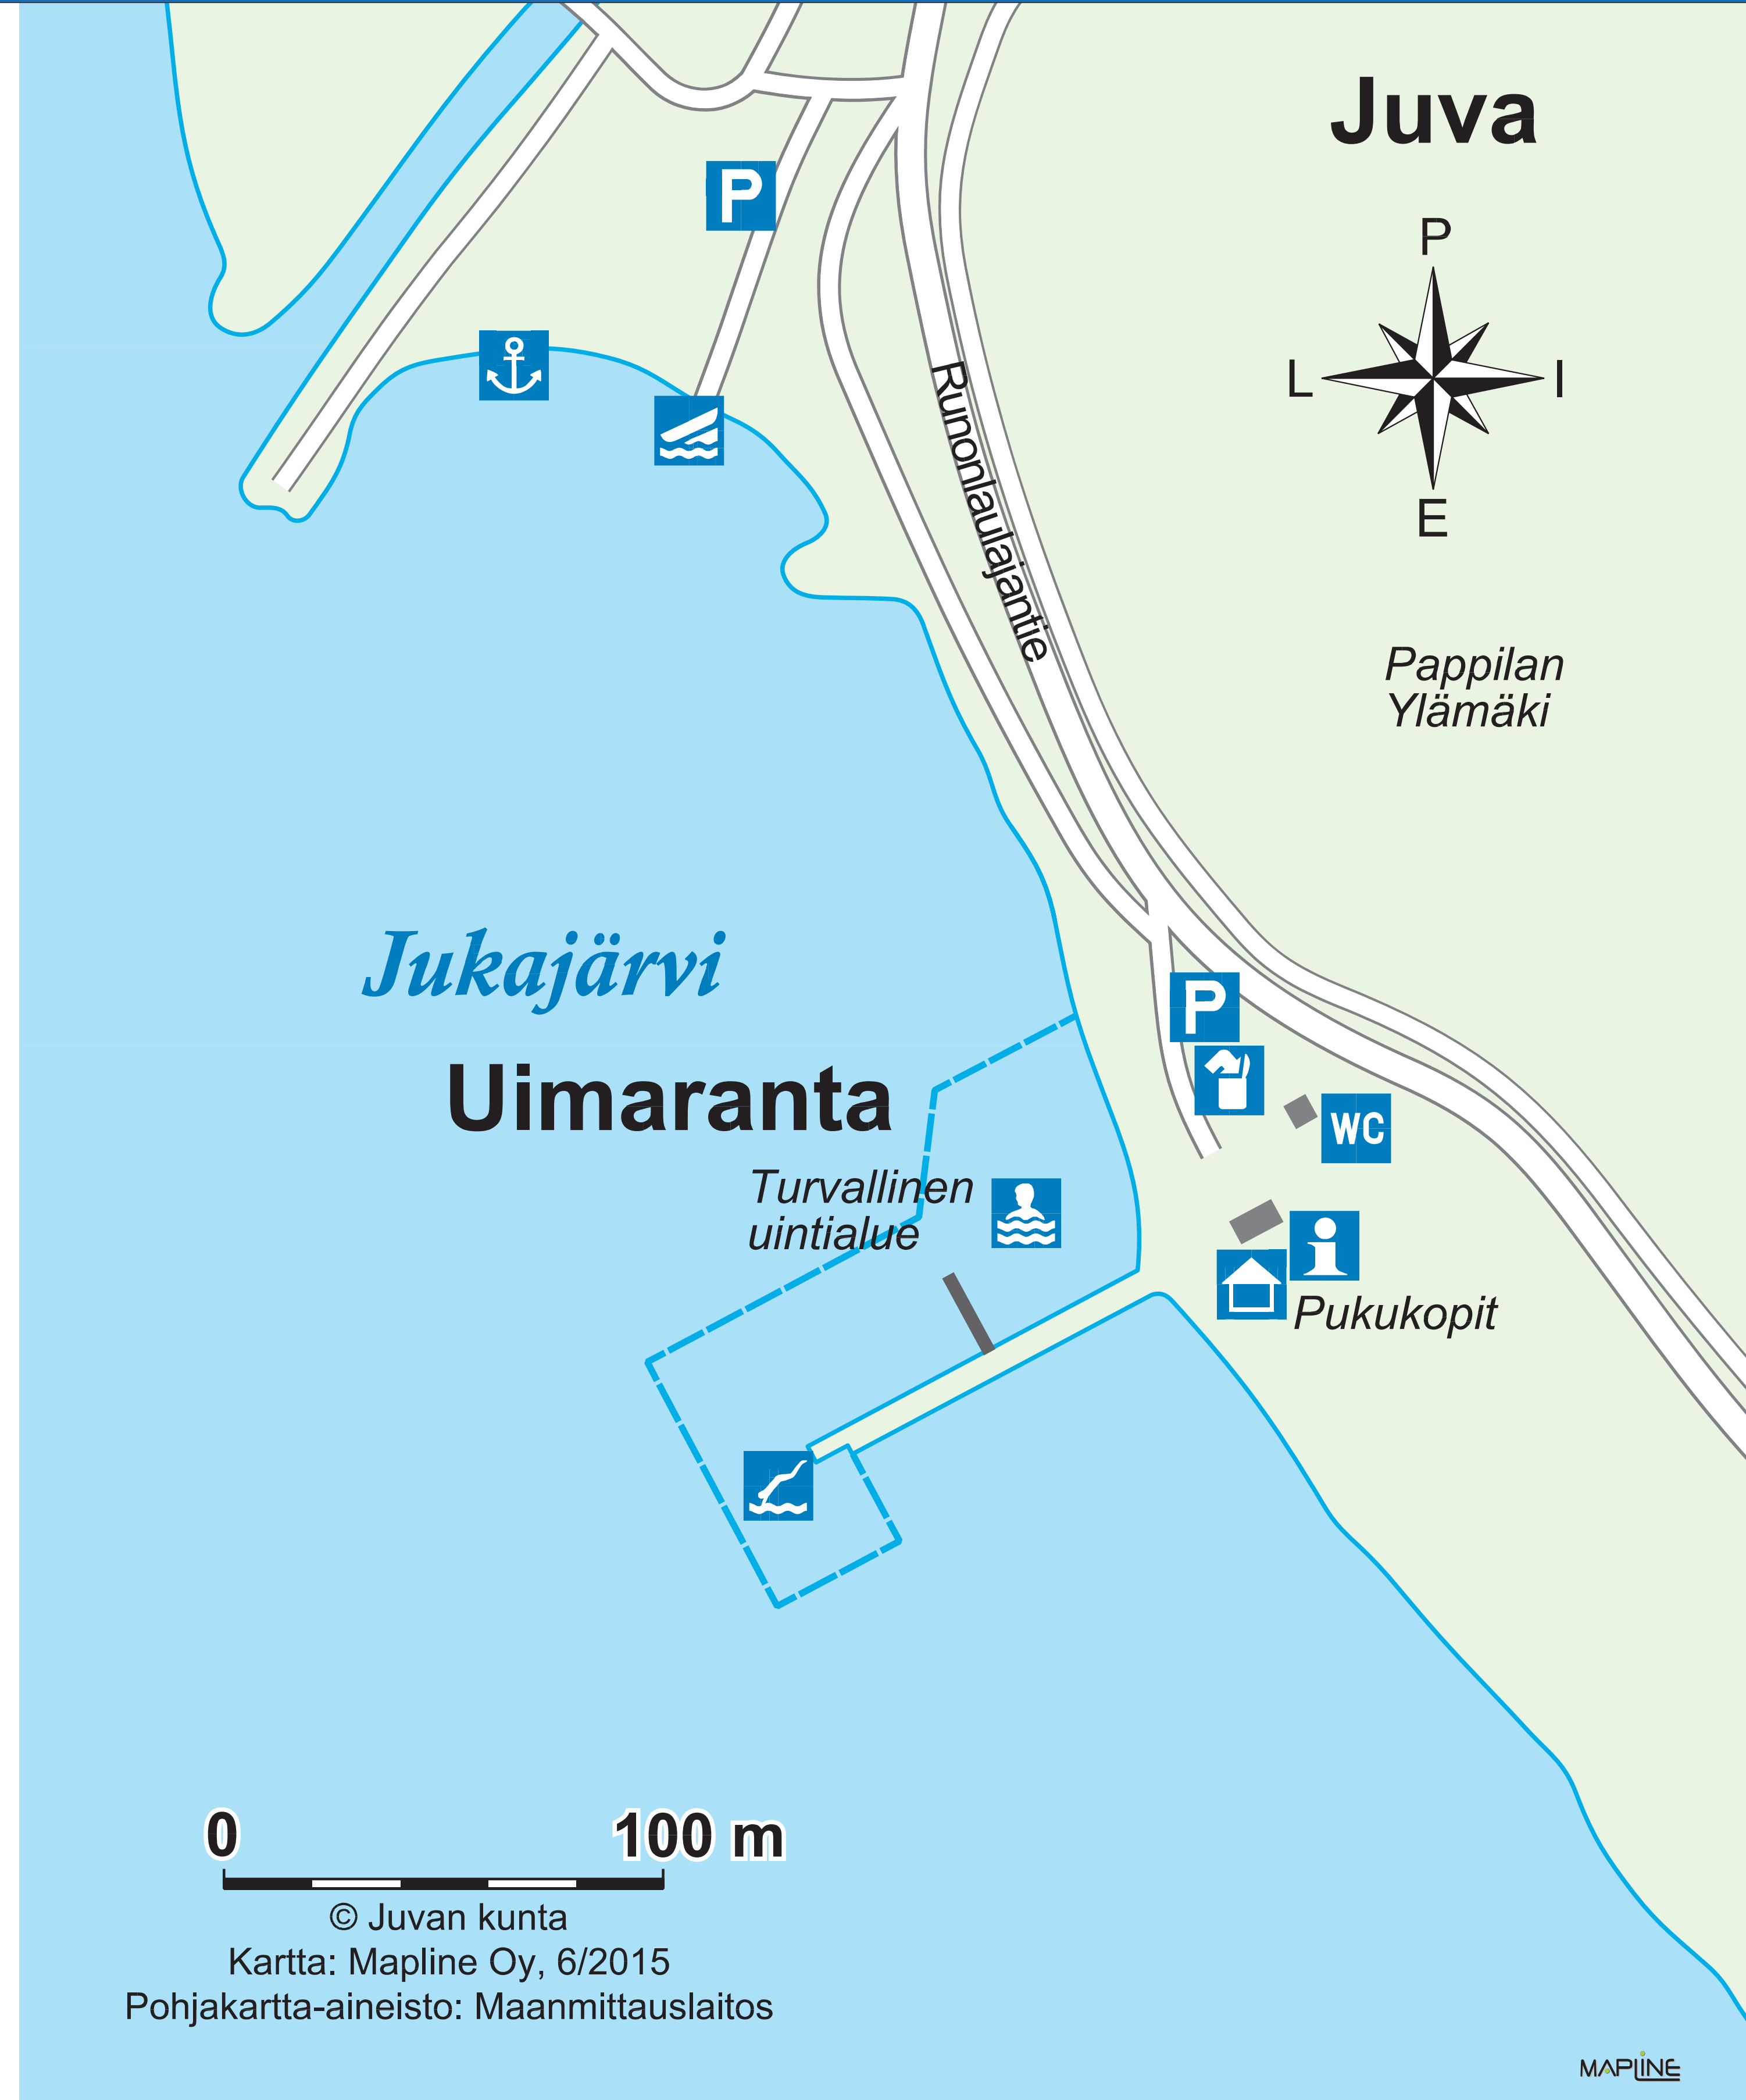 Juva
P
P
L
I
E
Runonlaulajantie
Pappilan
Ylämäki
Jukajärvi
P
Uimaranta
WC
Turvallinen
uintialue
i
Pukukopit
0
100 m
© Juvan kunta
Kartta: Mapline Oy, 6/2015
Pohjakartta-aineisto: Maanmittauslaitos
MAPLINE